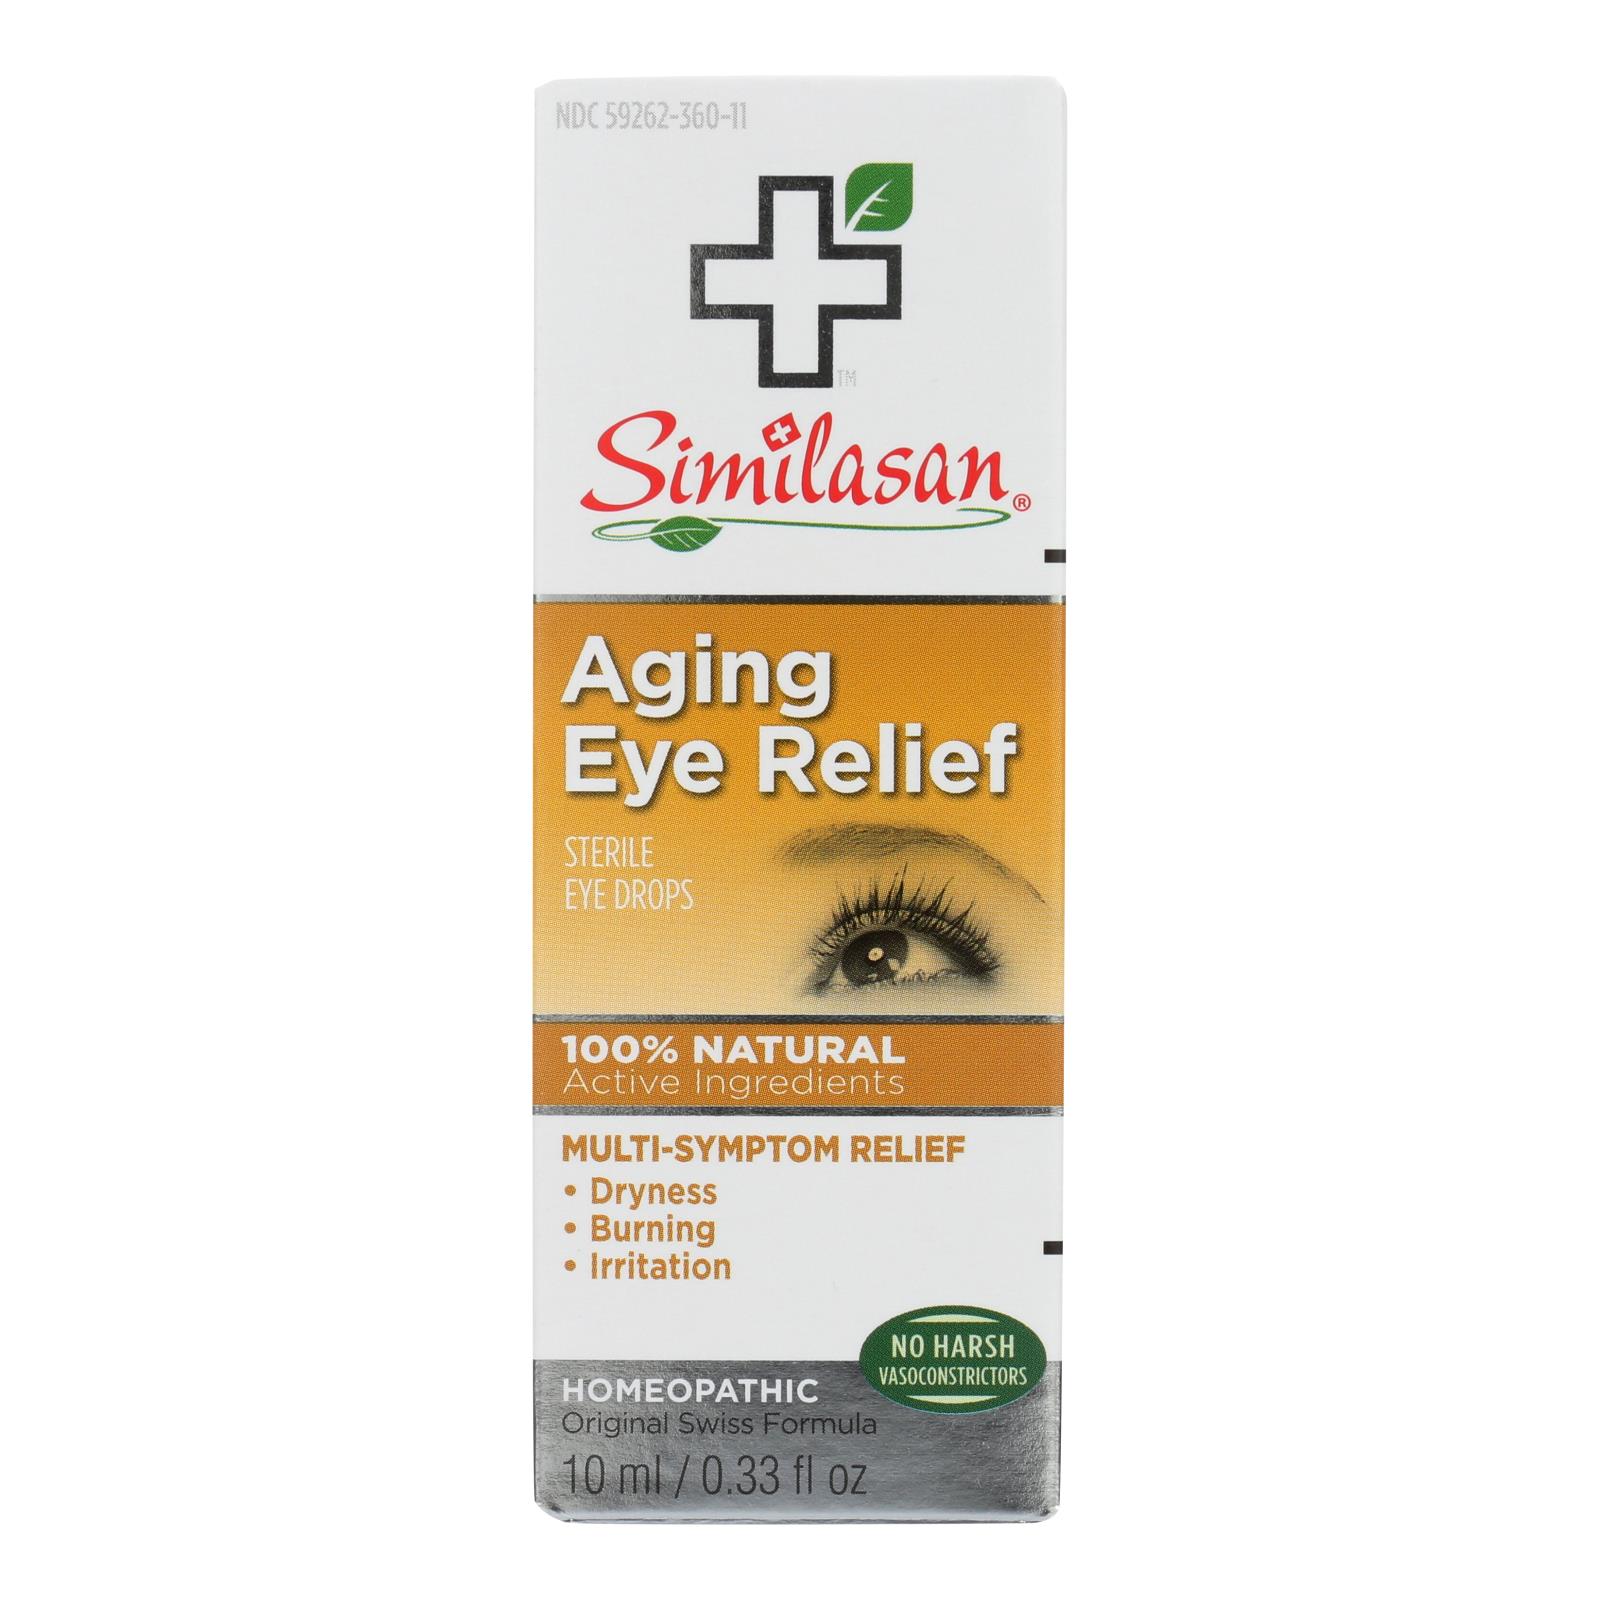 NDC 59262-360-11
TM
Similasan®
Aging
Eye Relief
STERILE
EYE DROPS
100% NATURAL
Active Ingredients
MULTI-SYMPTOM RELIEF
• Dryness
• Burning
• Irritation
NO HARSH
VASOCONSTRICTORS
HOMEOPATHIC
Original Swiss Formula
10 ml / 0.33 fl oz